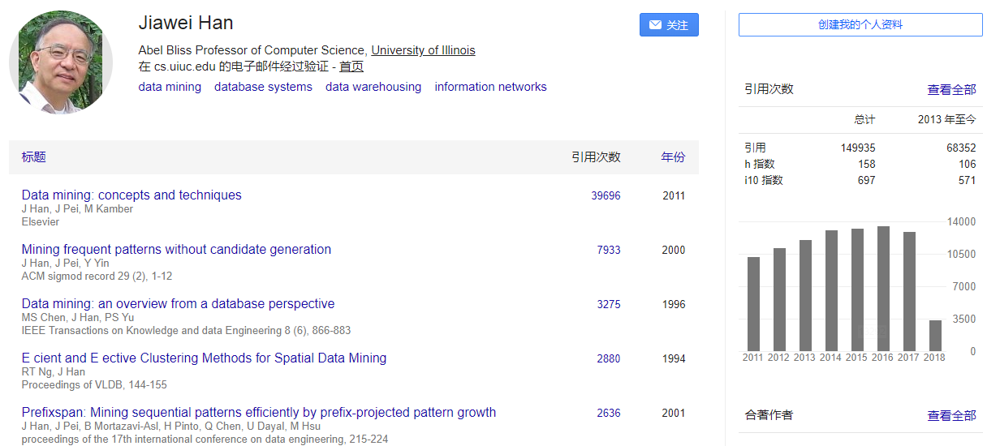 Jiawei Han
关注
Abel Bliss Professor of Computer Science, University of Illinois
在 cs.uiuc.edu 的电子邮件经过验证 - 首页
data mining database systems data warehousing information networks
标题 引用次数 年份
Data mining: concepts and techniques 39696 2011
J Han, J Pei, M Kamber
Elsevier
Mining frequent patterns without candidate generation 7933 2000
J Han, J Pei, Y Yin
ACM sigmod record 29 (2), 1-12
Data mining: an overview from a database perspective 3275 1996
MS Chen, J Han, PS Yu
IEEE Transactions on Knowledge and data Engineering 8 (6), 866-883
E cient and E ective Clustering Methods for Spatial Data Mining 2880 1994
RT Ng, J Han
Proceedings of VLDB, 144-155
Prefixspan: Mining sequential patterns efficiently by prefix-projected pattern growth 2636 2001
J Han, J Pei, B Mortazavi-Asl, H Pinto, Q Chen, U Dayal, M Hsu
proceedings of the 17th international conference on data engineering, 215-224
创建我的个人资料
引用次数 查看全部
总计 2013 年至今
引用 149935 68352
h 指数 158 106
i10 指数 697 571
14000
10500
7000
3500
0
2011 2012 2013 2014 2015 2016 2017 2018
合著作者 查看全部